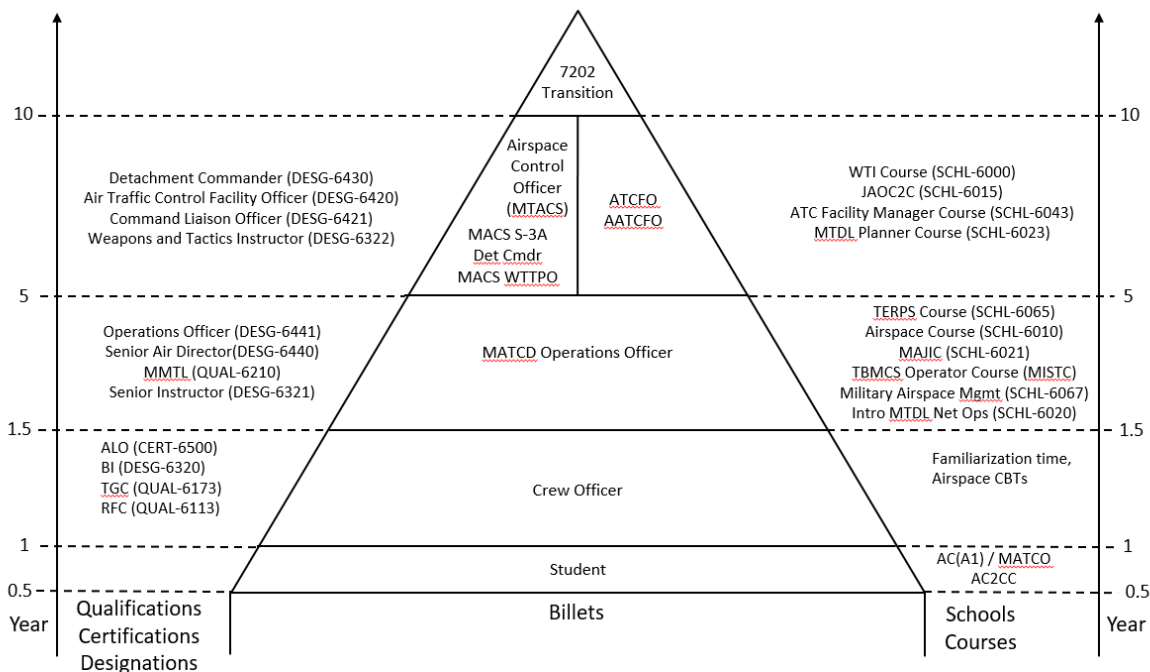 7202
Transition
10
10
Airspace
Control
Officer
(MTACS)
MACS S-3A
Det Cmdr
MACS WTTPO
ATCFO
AATCFO
Detachment Commander (DESG-6430)
Air Traffic Control Facility Officer (DESG-6420)
Command Liaison Officer (DESG-6421)
Weapons and Tactics Instructor (DESG-6322)
WTI Course (SCHL-6000)
JAOC2C (SCHL-6015)
ATC Facility Manager Course (SCHL-6043)
MTDL Planner Course (SCHL-6023)
5
5
Operations Officer (DESG-6441)
Senior Air Director(DESG-6440)
MMTL (QUAL-6210)
Senior Instructor (DESG-6321)
MATCD Operations Officer
TERPS Course (SCHL-6065)
Airspace Course (SCHL-6010)
MAJIC (SCHL-6021)
TBMCS Operator Course (MISTC)
Military Airspace Mgmt (SCHL-6067)
Intro MTDL Net Ops (SCHL-6020)
1.5
1.5
ALO (CERT-6500)
BI (DESG-6320)
TGC (QUAL-6173)
RFC (QUAL-6113)
Crew Officer
Familiarization time,
Airspace CBTs
1
1
Student
AC(A1) / MATCO
AC2CC
0.5
0.5
Year
Qualifications
Certifications
Designations
Billets
Schools
Courses
Year